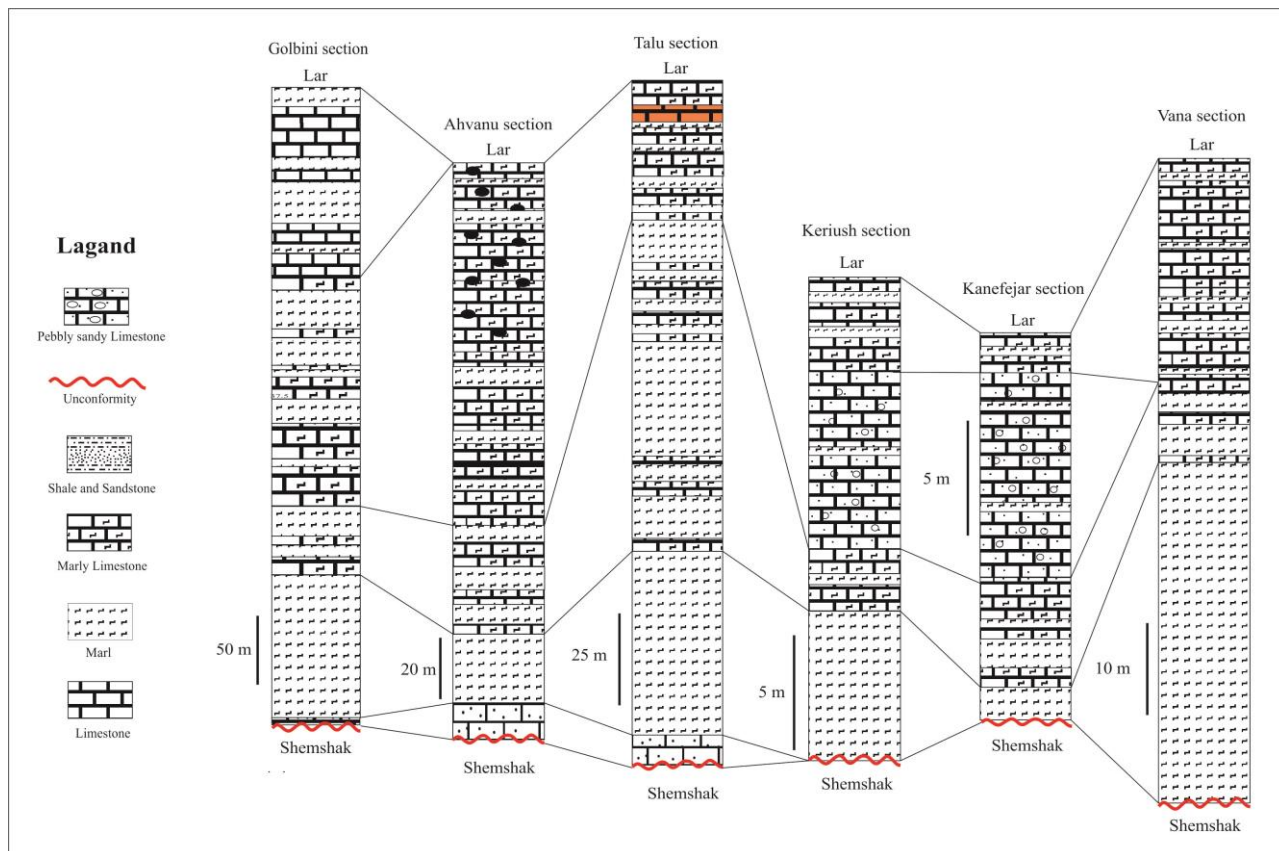 Golbini section
Lar
Ahvanu section
Lar
Talu section
Lar
Keriush section
Lar
Kanefejar section
Lar
Vana section
Lar
Lagand
Pebbly sandy Limestone
Unconformity
Shale and Sandstone
Marly Limestone
Marl
Limestone
50 m
20 m
25 m
5 m
5 m
10 m
Shemshak
Shemshak
Shemshak
Shemshak
Shemshak
Shemshak